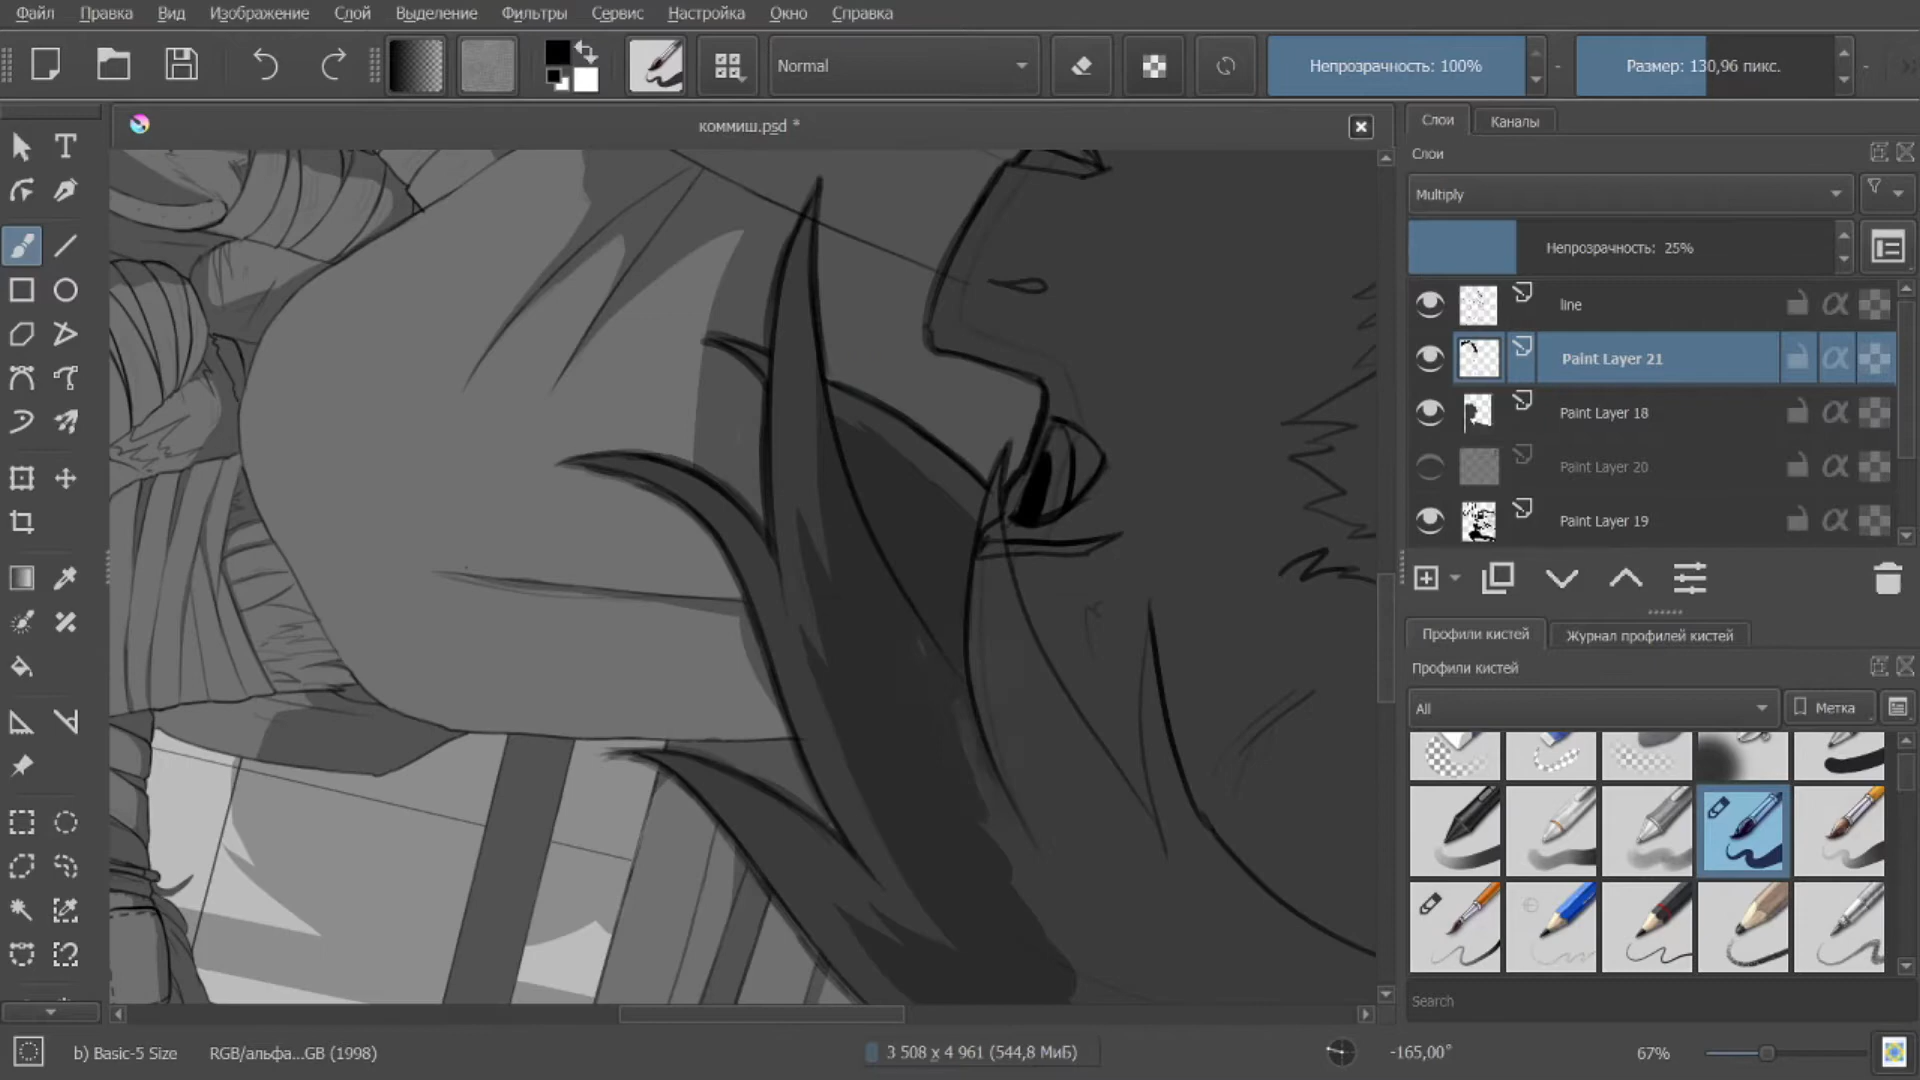 Файл Правка Вид Изображение Слой Выделение Фильтры Сервис Настройка Окно Справка
Normal Непрозрачность: 100% Размер: 130,96 пикс.
коммиш.psd *
Слои Каналы
Слои
Multiply
Непрозрачность: 25%
line
Paint Layer 21
Paint Layer 18
Paint Layer 20
Paint Layer 19
Профили кистей Журнал профилей кистей
Профили кистей
All Метка
Search
b) Basic-5 Size RGB/альфа...GB (1998) 3 508 x 4 961 (544,8 МиБ) -165,00° 67%